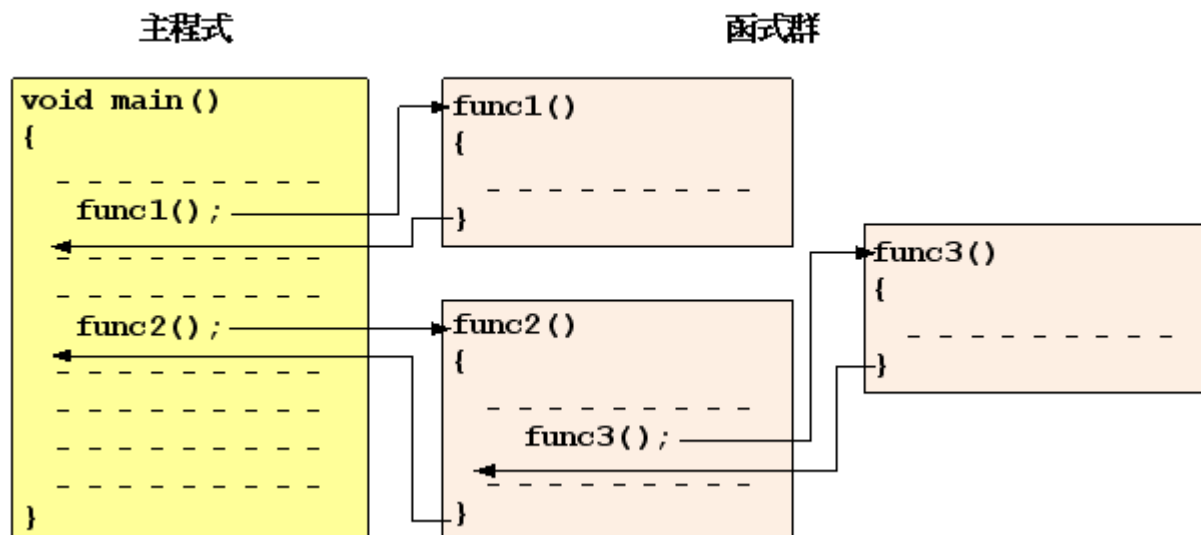 主程式
函式群
void main()
{
_ _ _ _ _ _ _ _ _ _
func1();
_ _ _ _ _ _ _ _ _ _
_ _ _ _ _ _ _ _ _ _
func2();
_ _ _ _ _ _ _ _ _ _
_ _ _ _ _ _ _ _ _ _
_ _ _ _ _ _ _ _ _ _
_ _ _ _ _ _ _ _ _ _
}
func1()
{
_ _ _ _ _ _ _ _ _ _
}
func2()
{
_ _ _ _ _ _ _ _ _ _
func3();
_ _ _ _ _ _ _ _ _ _
}
func3()
{
_ _ _ _ _ _ _ _ _ _
}